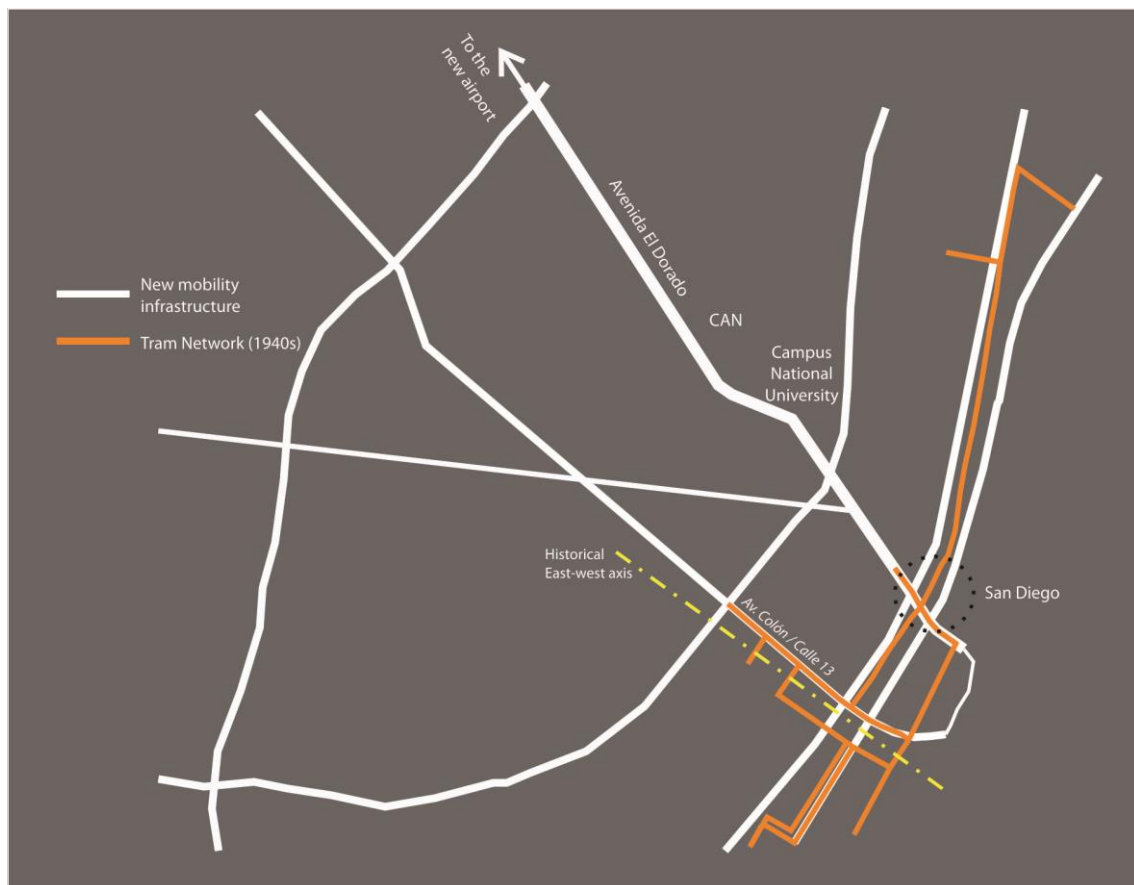 To the
new airport
Avenida El Dorado
New mobility
infrastructure
Tram Network (1940s)
CAN
Campus
National
University
Historical
East-west axis
Av. Colón / Calle 13
San Diego